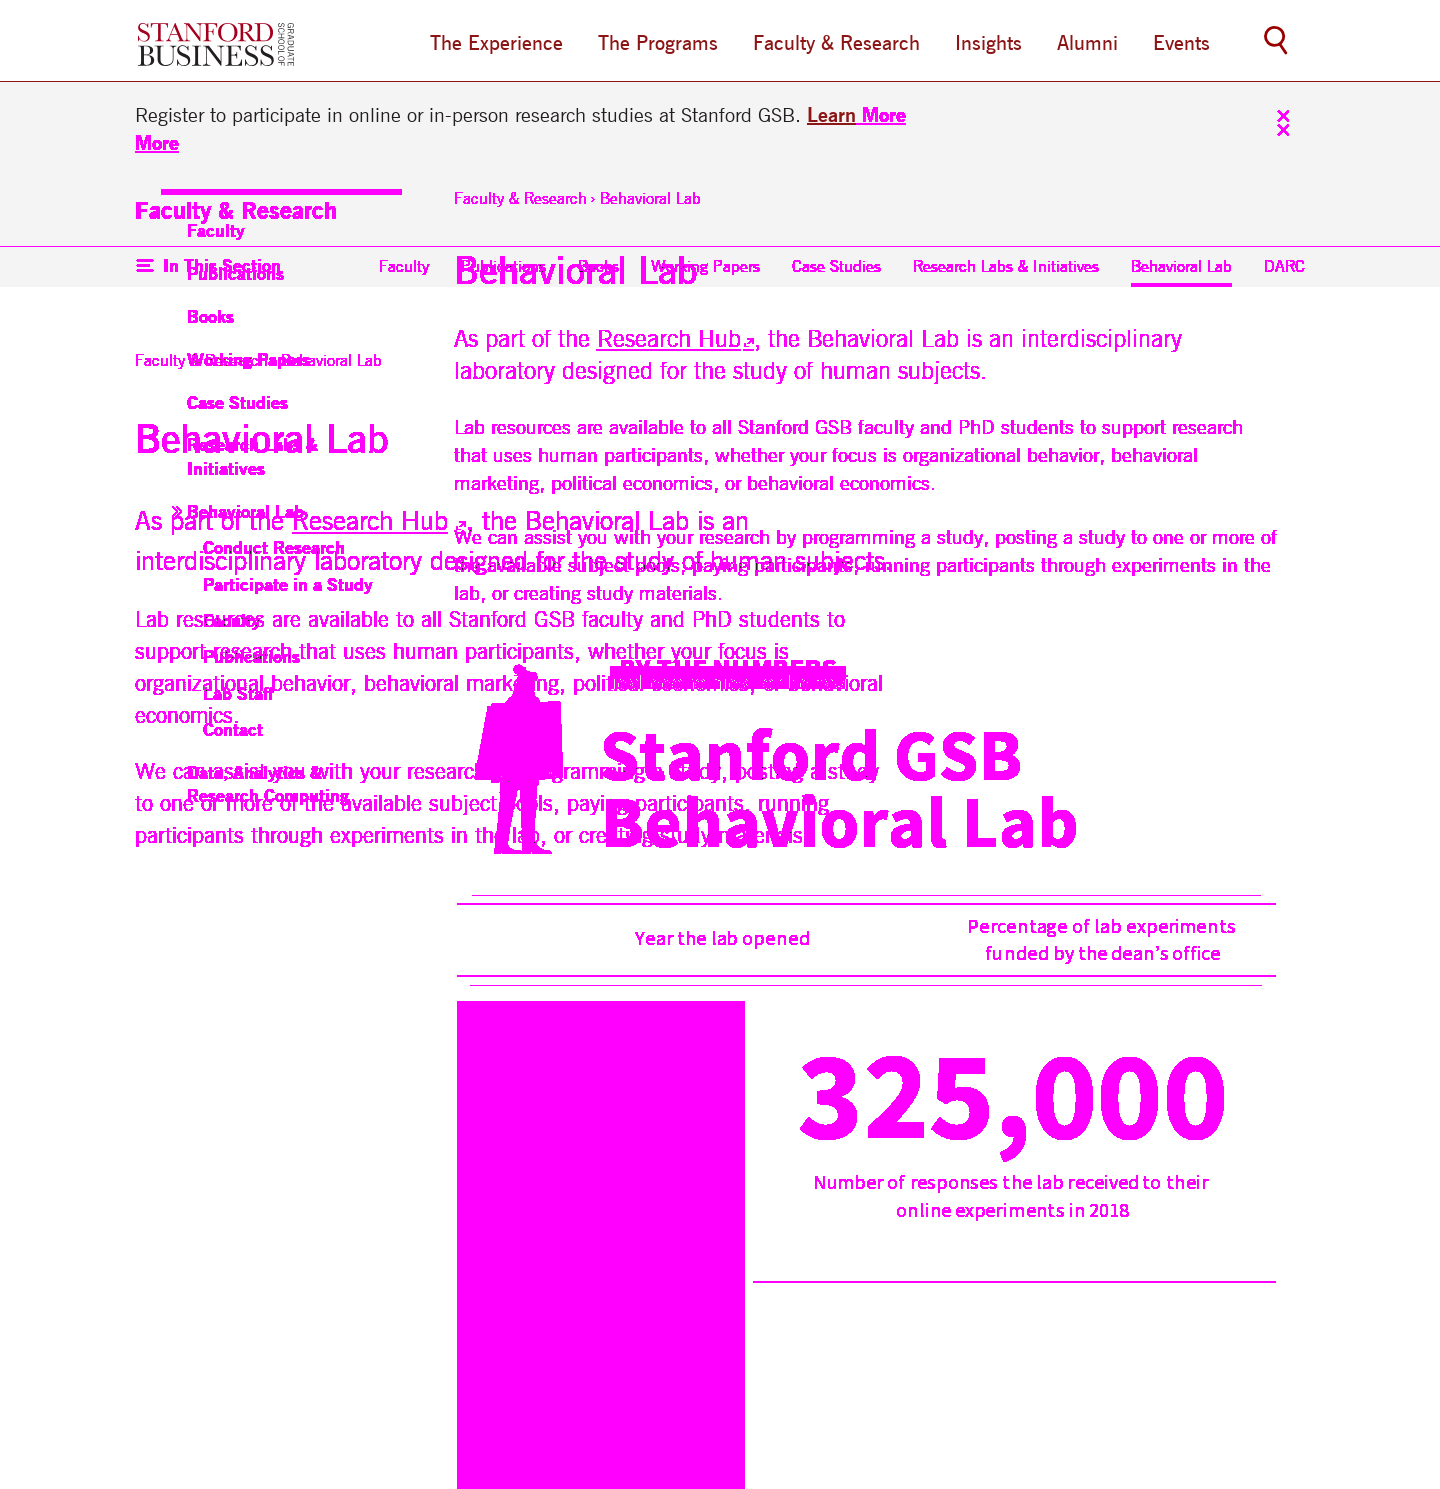 STANFORD
BUSINESS
GRADUATE
SCHOOL OF
The Experience
The Programs
Faculty & Research
Insights
Alumni
Events
Register to participate in online or in-person research studies at Stanford GSB. Learn More
More
Faculty & Research
Faculty & Research › Behavioral Lab
Faculty
In This Section
Faculty
Publications
Books
Working Papers
Case Studies
Research Labs & Initiatives
Behavioral Lab
DARC
Publications
Behavioral Lab
Books
As part of the Research Hub, the Behavioral Lab is an interdisciplinary
laboratory designed for the study of human subjects.
Faculty & Research › Behavioral Lab
Working Papers
Case Studies
Lab resources are available to all Stanford GSB faculty and PhD students to support research
that uses human participants, whether your focus is organizational behavior, behavioral
marketing, political economics, or behavioral economics.
Behavioral Lab
Research Labs &
Initiatives
Behavioral Lab
As part of the Research Hub, the Behavioral Lab is an
interdisciplinary laboratory designed for the study of human subjects.
We can assist you with your research by programming a study, posting a study to one or more of
the available subject pools, paying participants, running participants through experiments in the
lab, or creating study materials.
Conduct Research
Participate in a Study
Faculty
Publications
Lab Staff
Contact
Data, Analytics &
Research Computing
Lab resources are available to all Stanford GSB faculty and PhD students to
support research that uses human participants, whether your focus is
organizational behavior, behavioral marketing, political economics, or behavioral
economics.
We can assist you with your research by programming a study, posting a study
to one or more of the available subject pools, paying participants, running
participants through experiments in the lab, or creating study materials.
BY THE NUMBERS
Stanford GSB
Behavioral Lab
Year the lab opened
Percentage of lab experiments
funded by the dean’s office
325,000
Number of responses the lab received to their
online experiments in 2018